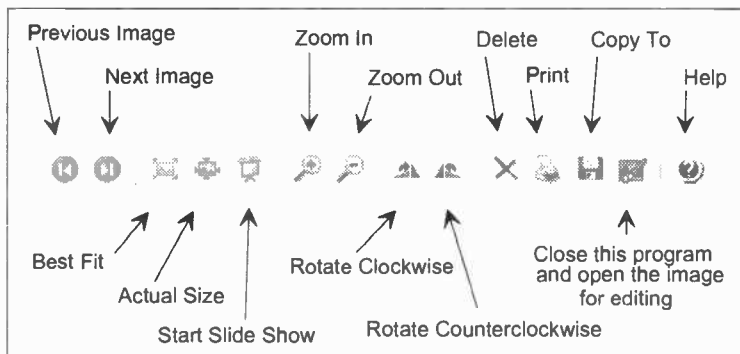 Previous Image
Next Image
Zoom In
Zoom Out
Delete
Print
Copy To
Help
Best Fit
Actual Size
Start Slide Show
Rotate Clockwise
Rotate Counterclockwise
Close this program
and open the image
for editing